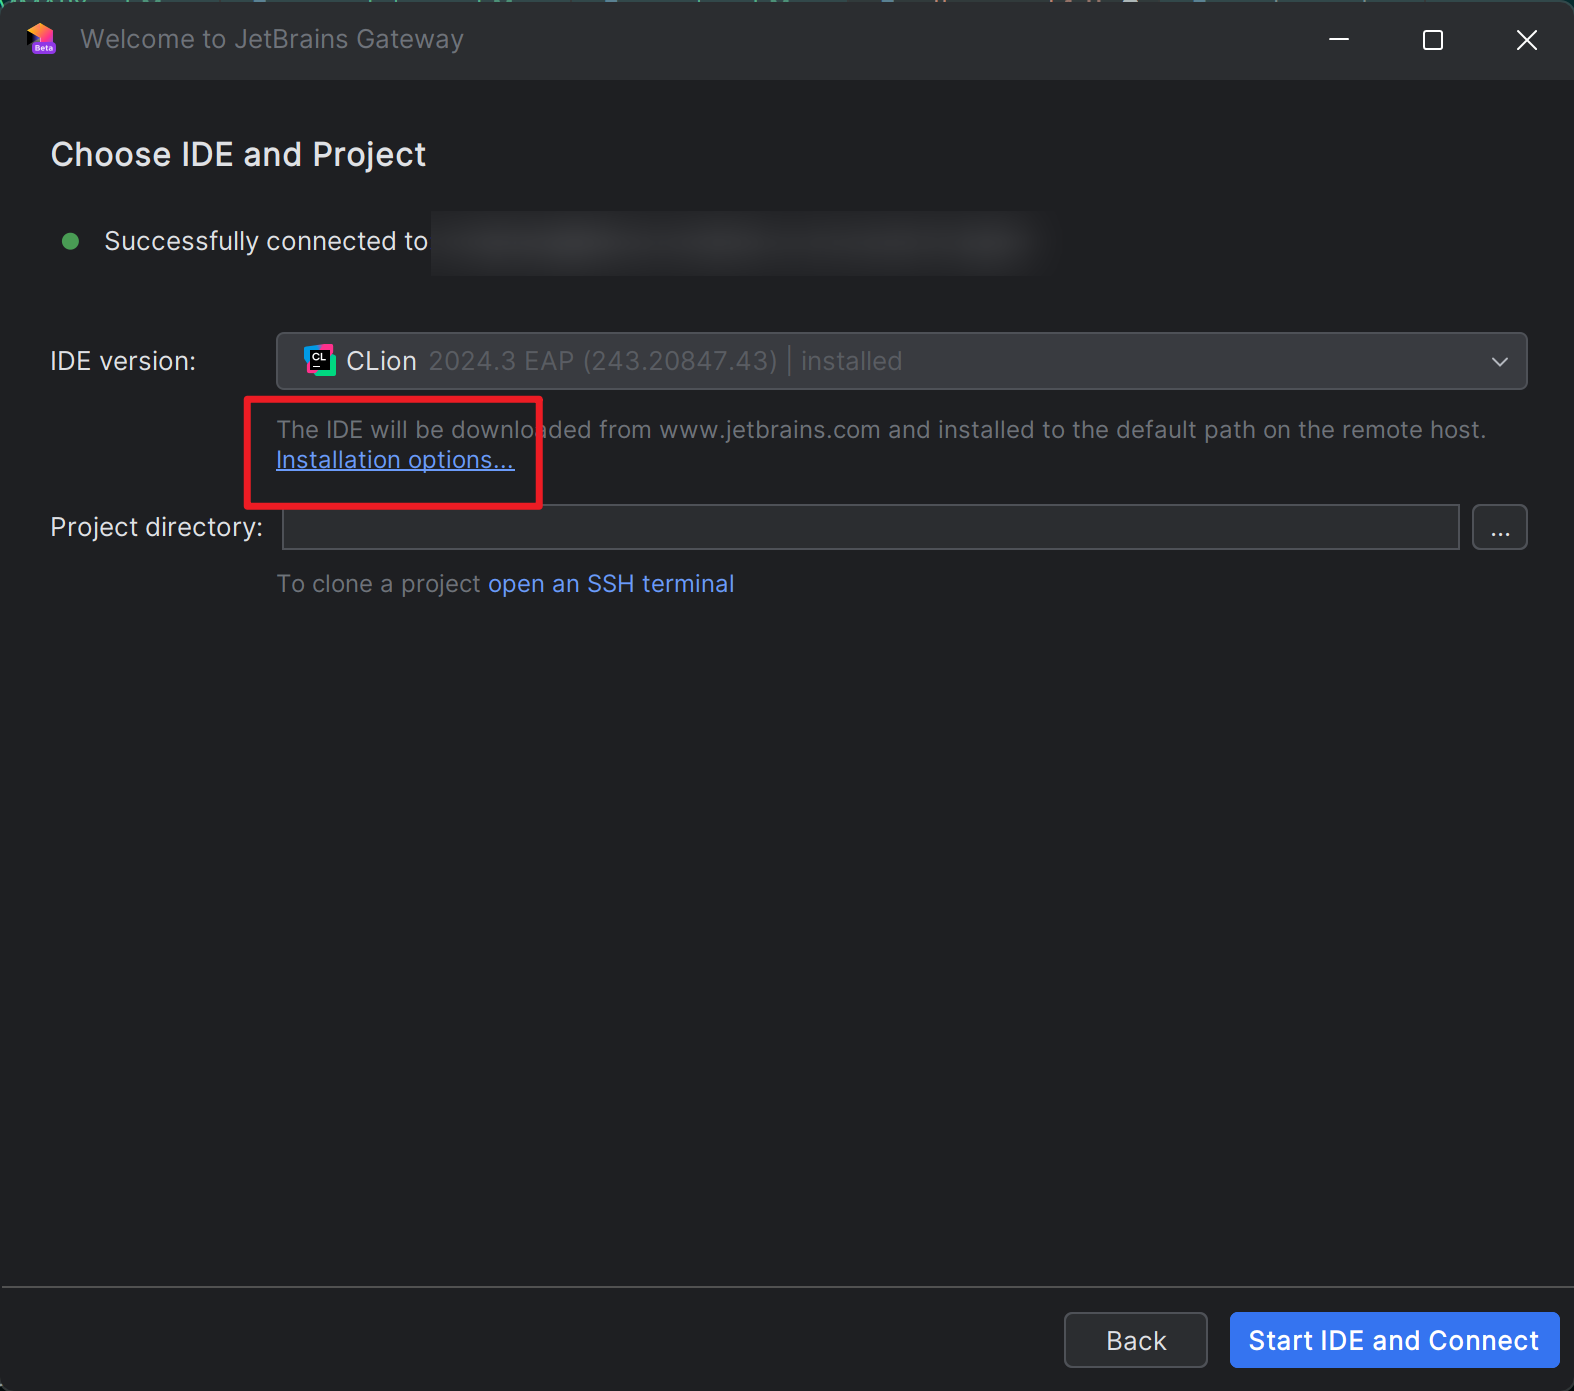 Beta
Welcome to JetBrains Gateway
Choose IDE and Project
Successfully connected to
IDE version:
CL
CLion 2024.3 EAP (243.20847.43) | installed
The IDE will be downloaded from www.jetbrains.com and installed to the default path on the remote host.
Installation options...
Project directory:
...
To clone a project open an SSH terminal
Back
Start IDE and Connect